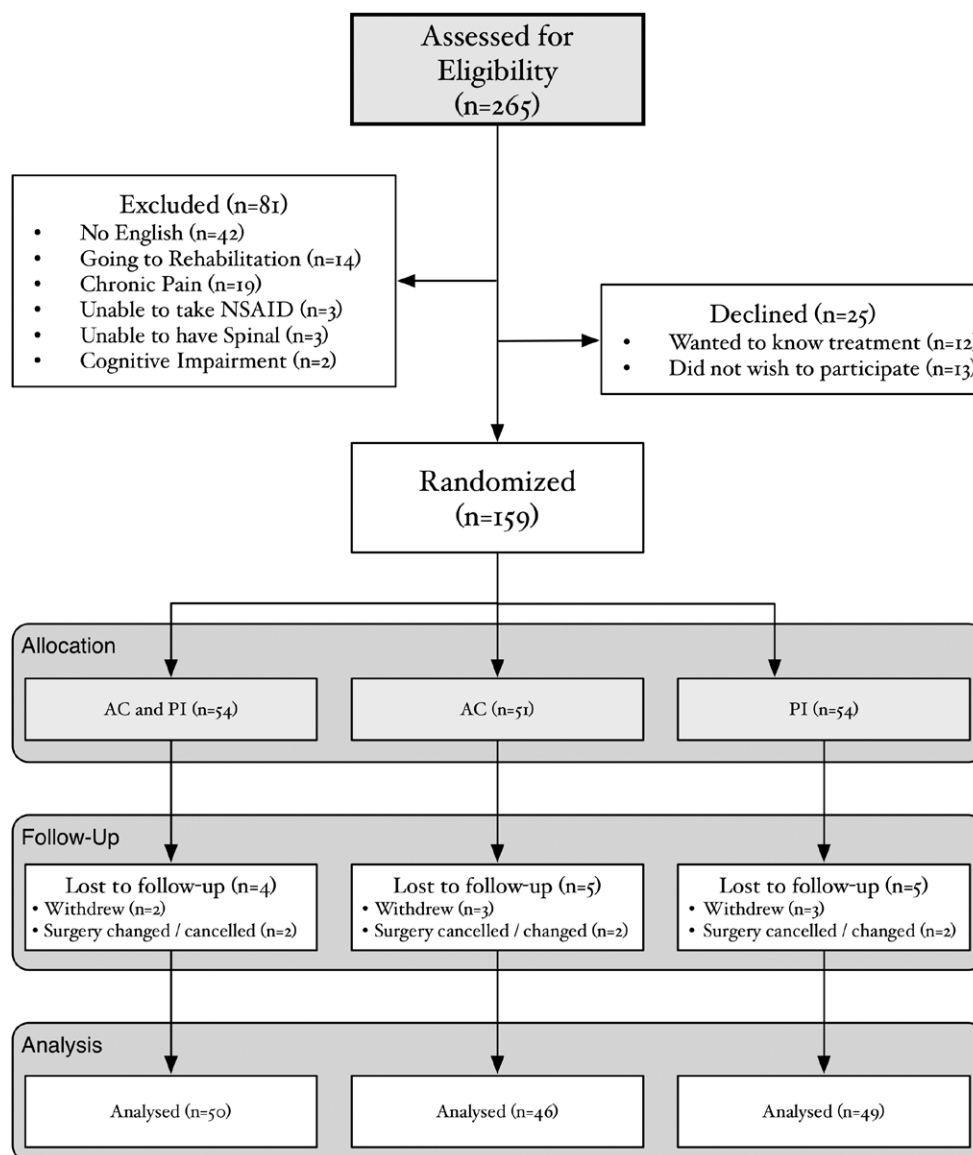 Assessed for
Eligibility
(n=265)
Excluded (n=81)
• No English (n=42)
• Going to Rehabilitation (n=14)
• Chronic Pain (n=19)
• Unable to take NSAID (n=3)
• Unable to have Spinal (n=3)
• Cognitive Impairment (n=2)
Declined (n=25)
• Wanted to know treatment (n=12)
• Did not wish to participate (n=13)
Randomized
(n=159)
Allocation
AC and PI (n=54)
AC (n=51)
PI (n=54)
Follow-Up
Lost to follow-up (n=4)
• Withdrew (n=2)
• Surgery changed / cancelled (n=2)
Lost to follow-up (n=5)
• Withdrew (n=3)
• Surgery cancelled / changed (n=2)
Lost to follow-up (n=5)
• Withdrew (n=3)
• Surgery cancelled / changed (n=2)
Analysis
Analysed (n=50)
Analysed (n=46)
Analysed (n=49)